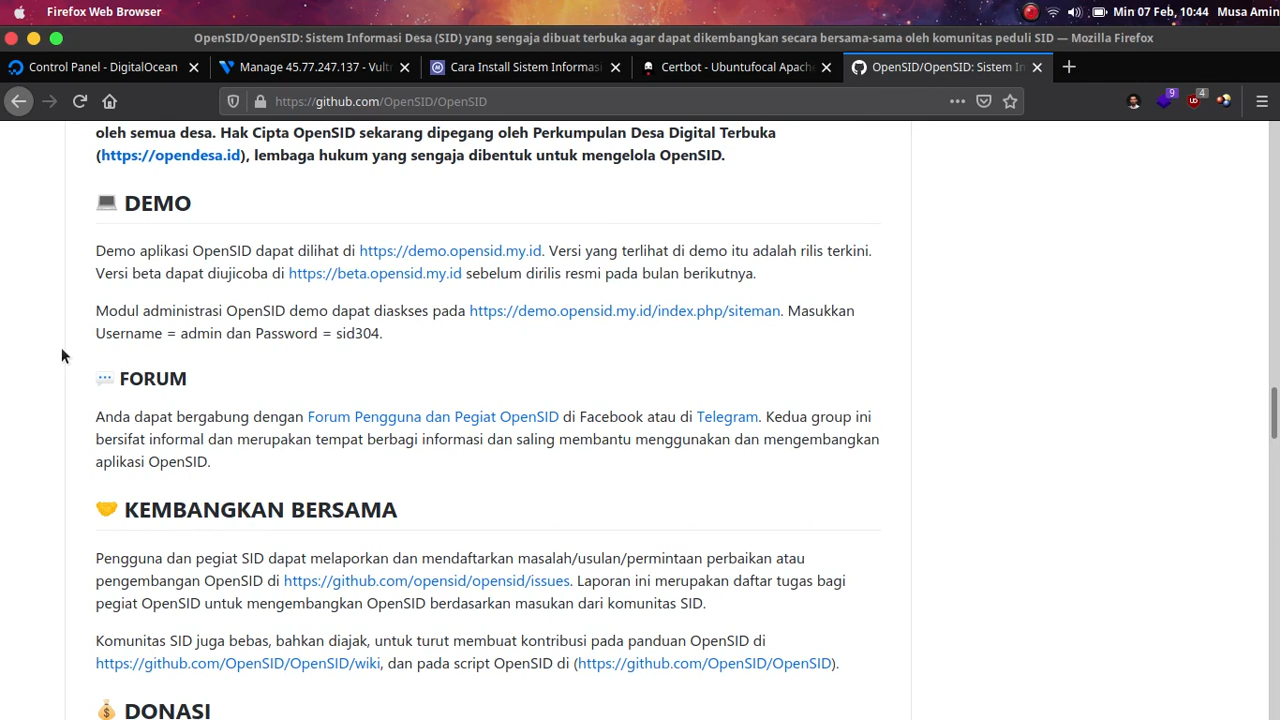 Firefox Web Browser
Min 07 Feb, 10:44 Musa Amin
OpenSID/OpenSID: Sistem Informasi Desa (SID) yang sengaja dibuat terbuka agar dapat dikembangkan secara bersama-sama oleh komunitas peduli SID — Mozilla Firefox
Control Panel - DigitalOcean
Manage 45.77.247.137 - Vultr
Cara Install Sistem Informasi
Certbot - Ubuntufocal Apache
OpenSID/OpenSID: Sistem In
https://github.com/OpenSID/OpenSID
9
4
oleh semua desa. Hak Cipta OpenSID sekarang dipegang oleh Perkumpulan Desa Digital Terbuka
(https://opendesa.id), lembaga hukum yang sengaja dibentuk untuk mengelola OpenSID.
DEMO
Demo aplikasi OpenSID dapat dilihat di https://demo.opensid.my.id. Versi yang terlihat di demo itu adalah rilis terkini.
Versi beta dapat diujicoba di https://beta.opensid.my.id sebelum dirilis resmi pada bulan berikutnya.
Modul administrasi OpenSID demo dapat diaskses pada https://demo.opensid.my.id/index.php/siteman. Masukkan
Username = admin dan Password = sid304.
FORUM
Anda dapat bergabung dengan Forum Pengguna dan Pegiat OpenSID di Facebook atau di Telegram. Kedua group ini
bersifat informal dan merupakan tempat berbagi informasi dan saling membantu menggunakan dan mengembangkan
aplikasi OpenSID.
KEMBANGKAN BERSAMA
Pengguna dan pegiat SID dapat melaporkan dan mendaftarkan masalah/usulan/permintaan perbaikan atau
pengembangan OpenSID di https://github.com/opensid/opensid/issues. Laporan ini merupakan daftar tugas bagi
pegiat OpenSID untuk mengembangkan OpenSID berdasarkan masukan dari komunitas SID.
Komunitas SID juga bebas, bahkan diajak, untuk turut membuat kontribusi pada panduan OpenSID di
https://github.com/OpenSID/OpenSID/wiki, dan pada script OpenSID di (https://github.com/OpenSID/OpenSID).
DONASI